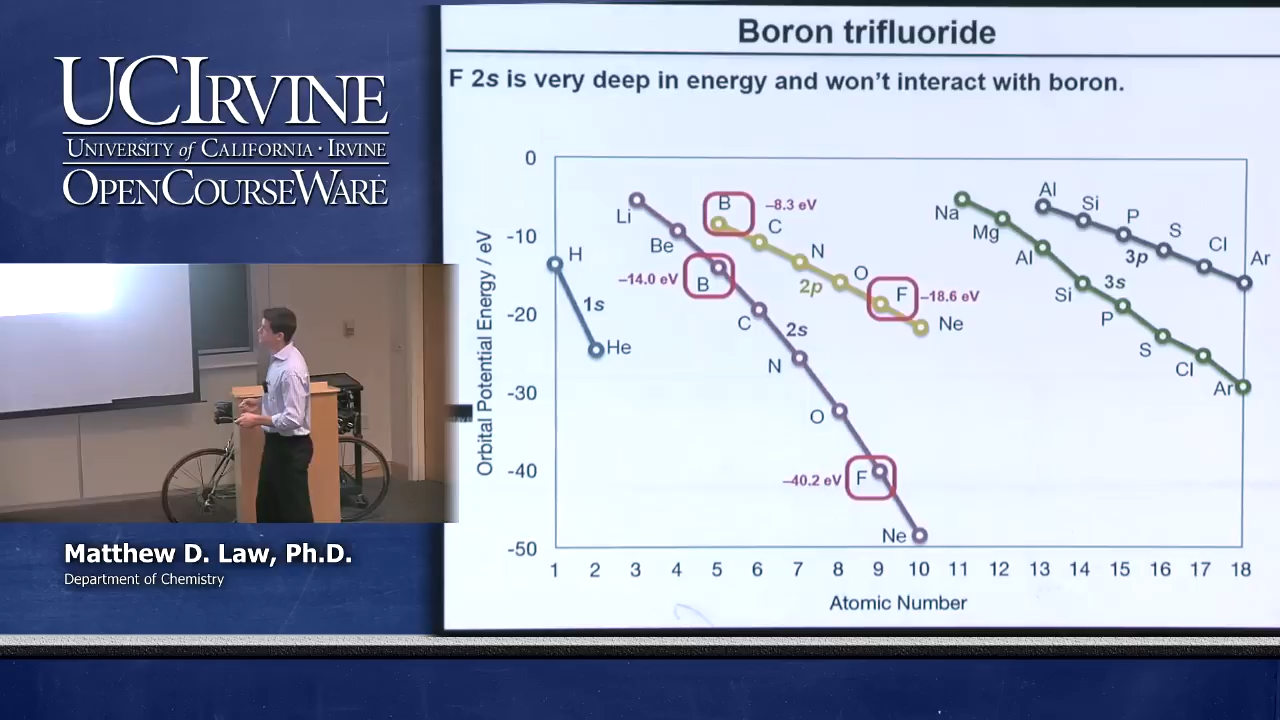 UCIRVINE
UNIVERSITY of CALIFORNIA · IRVINE
OPENCOURSEWARE
Matthew D. Law, Ph.D.
Department of Chemistry
Boron trifluoride
F 2s is very deep in energy and won't interact with boron.
Orbital Potential Energy / eV
0
-10
-20
-30
-40
-50
H
1s
He
Li
Be
–14.0 eV
B
C
N
2s
O
–40.2 eV
F
Ne
B
–8.3 eV
C
N
2p
O
F
–18.6 eV
Ne
Na
Mg
Al
Si
3s
P
S
Cl
Ar
Al
Si
P
3p
S
Cl
Ar
1 2 3 4 5 6 7 8 9 10 11 12 13 14 15 16 17 18
Atomic Number